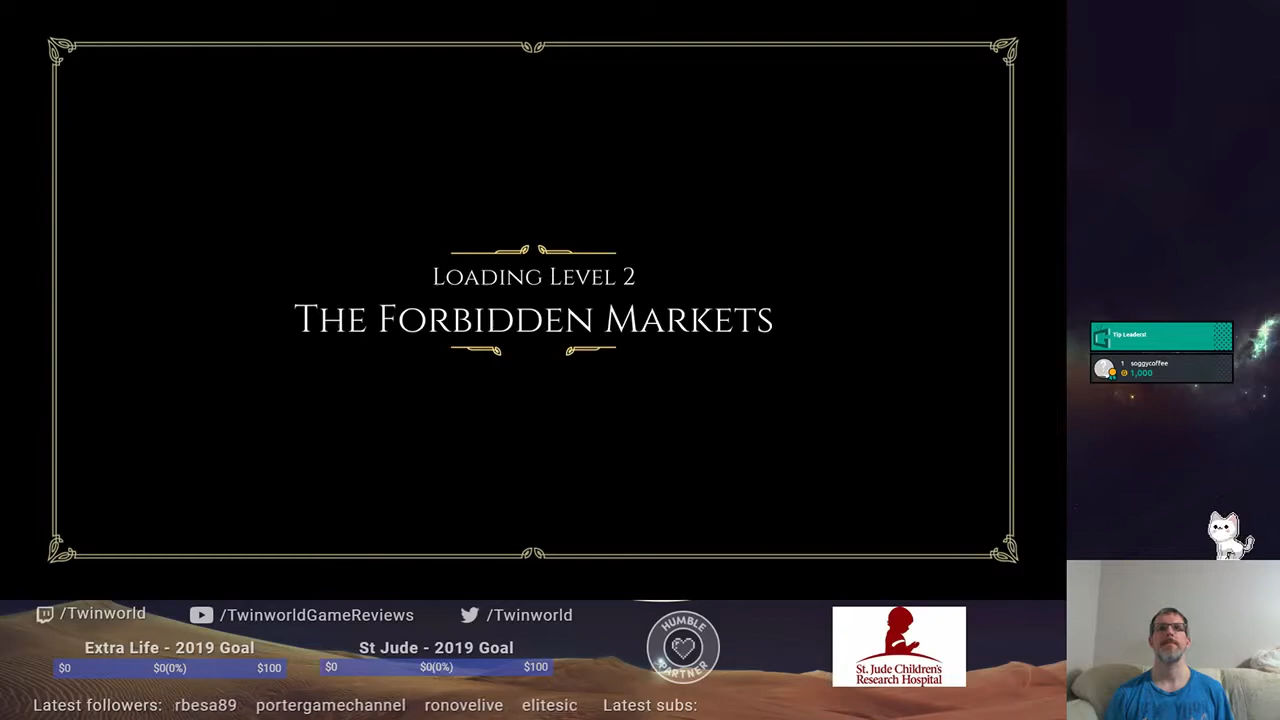 Loading Level 2
The Forbidden Markets
Tip Leaders!
1 soggycoffee
1,000
/Twinworld
/TwinworldGameReviews
/Twinworld
Extra Life - 2019 Goal
$0 $0(0%) $100
St Jude - 2019 Goal
$0 $0(0%) $100
HUMBLE PARTNER
St. Jude Children's
Research Hospital
Latest followers: rbesa89 portergamechannel ronovelive elitesic Latest subs: